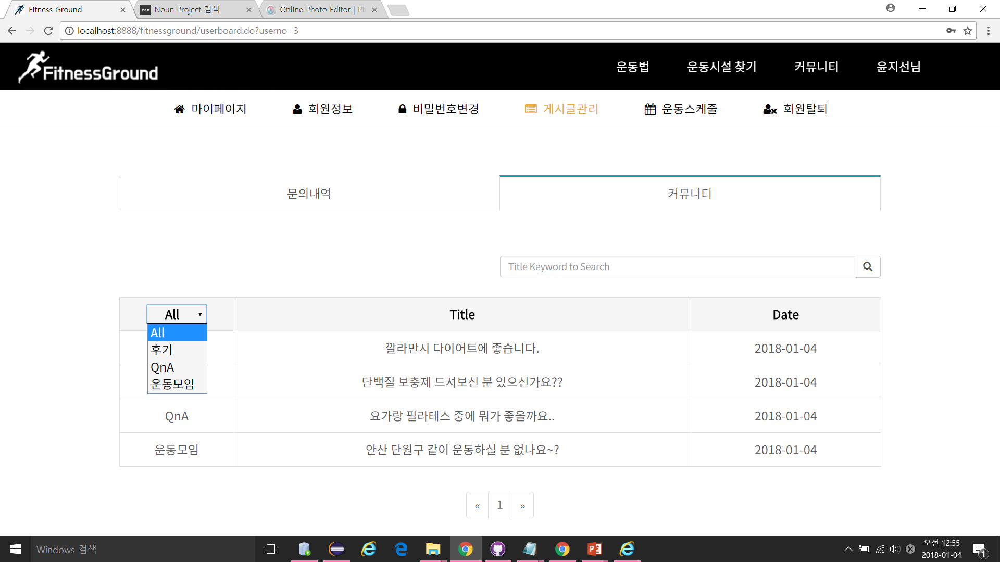 Fitness Ground
Noun Project 검색
Online Photo Editor | Pi
localhost:8888/fitnessground/userboard.do?userno=3
FitnessGround
운동법
운동시설 찾기
커뮤니티
윤지선님
마이페이지
회원정보
비밀번호변경
게시글관리
운동스케줄
회원탈퇴
문의내역
커뮤니티
Title Keyword to Search
All
Title
Date
All
후기
QnA
운동모임
깔라만시 다이어트에 좋습니다.
2018-01-04
단백질 보충제 드셔보신 분 있으신가요??
2018-01-04
QnA
요가랑 필라테스 중에 뭐가 좋을까요..
2018-01-04
운동모임
안산 단원구 같이 운동하실 분 없나요~?
2018-01-04
« 1 »
Windows 검색
오전 12:55
2018-01-04
1